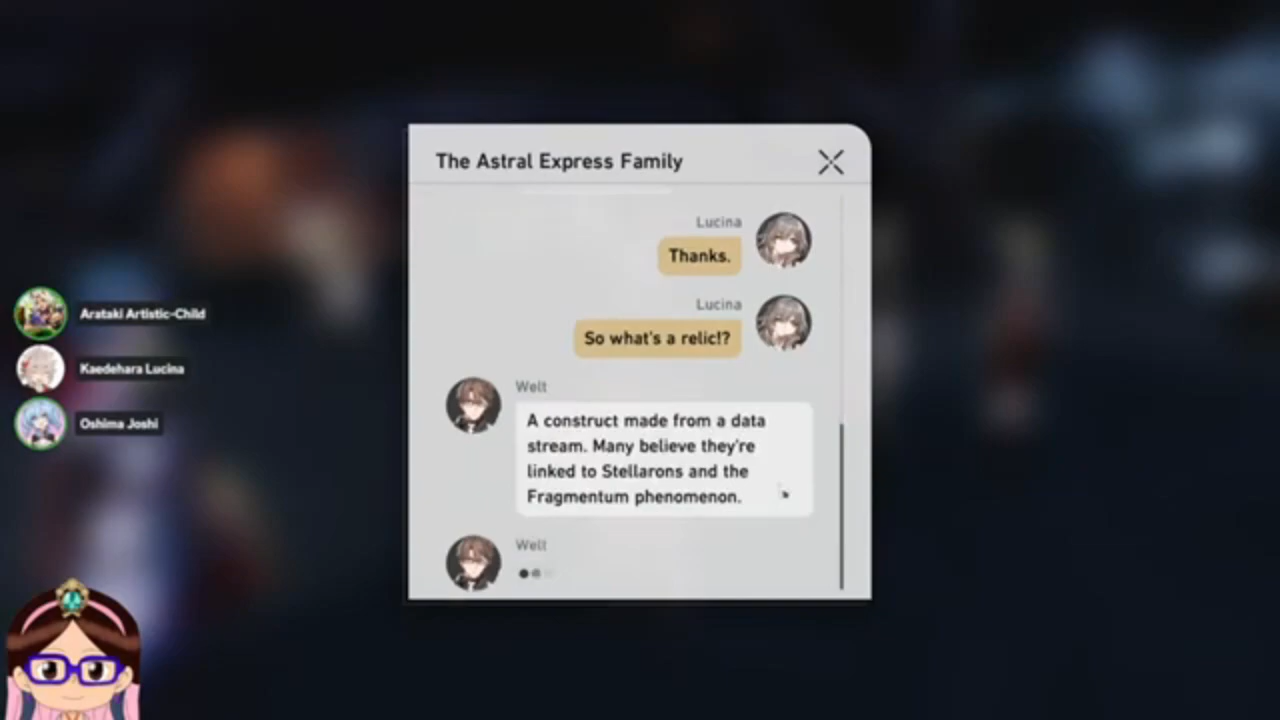 The Astral Express Family
Lucina
Thanks.
Lucina
So what's a relic!?
Welt
A construct made from a data
stream. Many believe they're
linked to Stellarons and the
Fragmentum phenomenon.
Welt
Arataki Artistic-Child
Kaedehara Lucina
Oshima Joshi